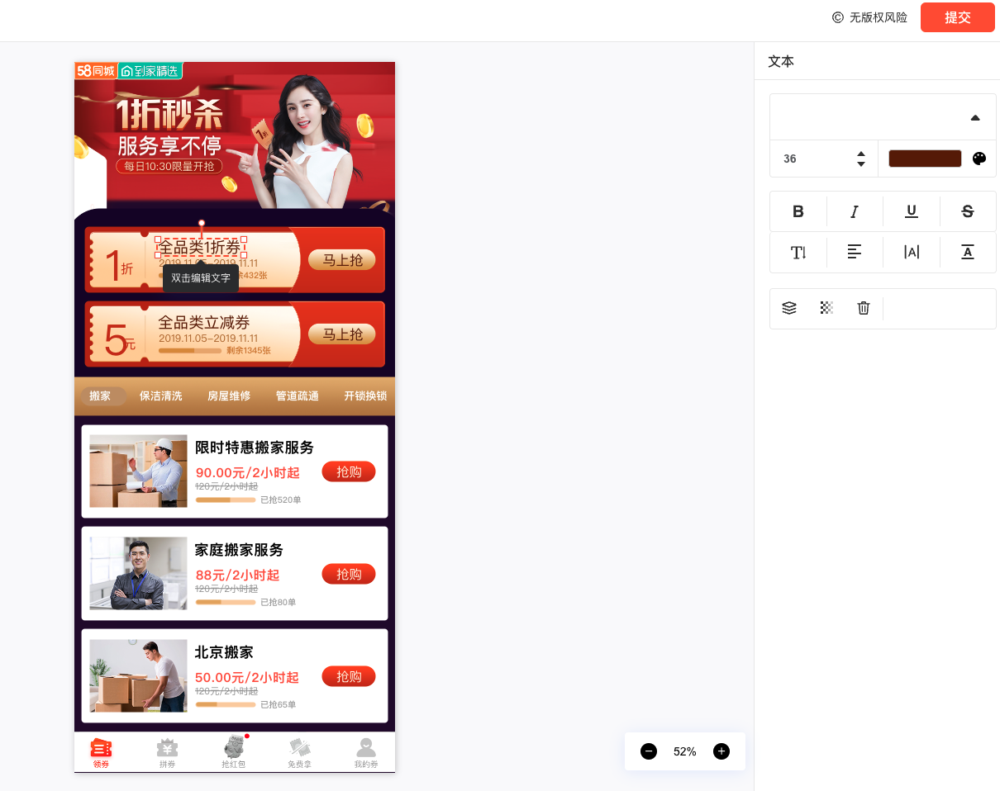 © 无版权风险
提交
文本
36
B
I
U
S
T
A
A
58同城
到家精选
1折秒杀
服务享不停
每日10:30限量开抢
1折
全品类1折券
马上抢
余432张
双击编辑文字
5元
全品类立减券
2019.11.05-2019.11.11
剩余1345张
马上抢
搬家
保洁清洗
房屋维修
管道疏通
开锁换锁
限时特惠搬家服务
90.00元/2小时起
120元/2小时起
已抢520单
抢购
家庭搬家服务
88元/2小时起
120元/2小时起
已抢80单
抢购
北京搬家
50.00元/2小时起
120元/2小时起
已抢65单
抢购
领券
拼券
抢红包
免费拿
我的券
52%